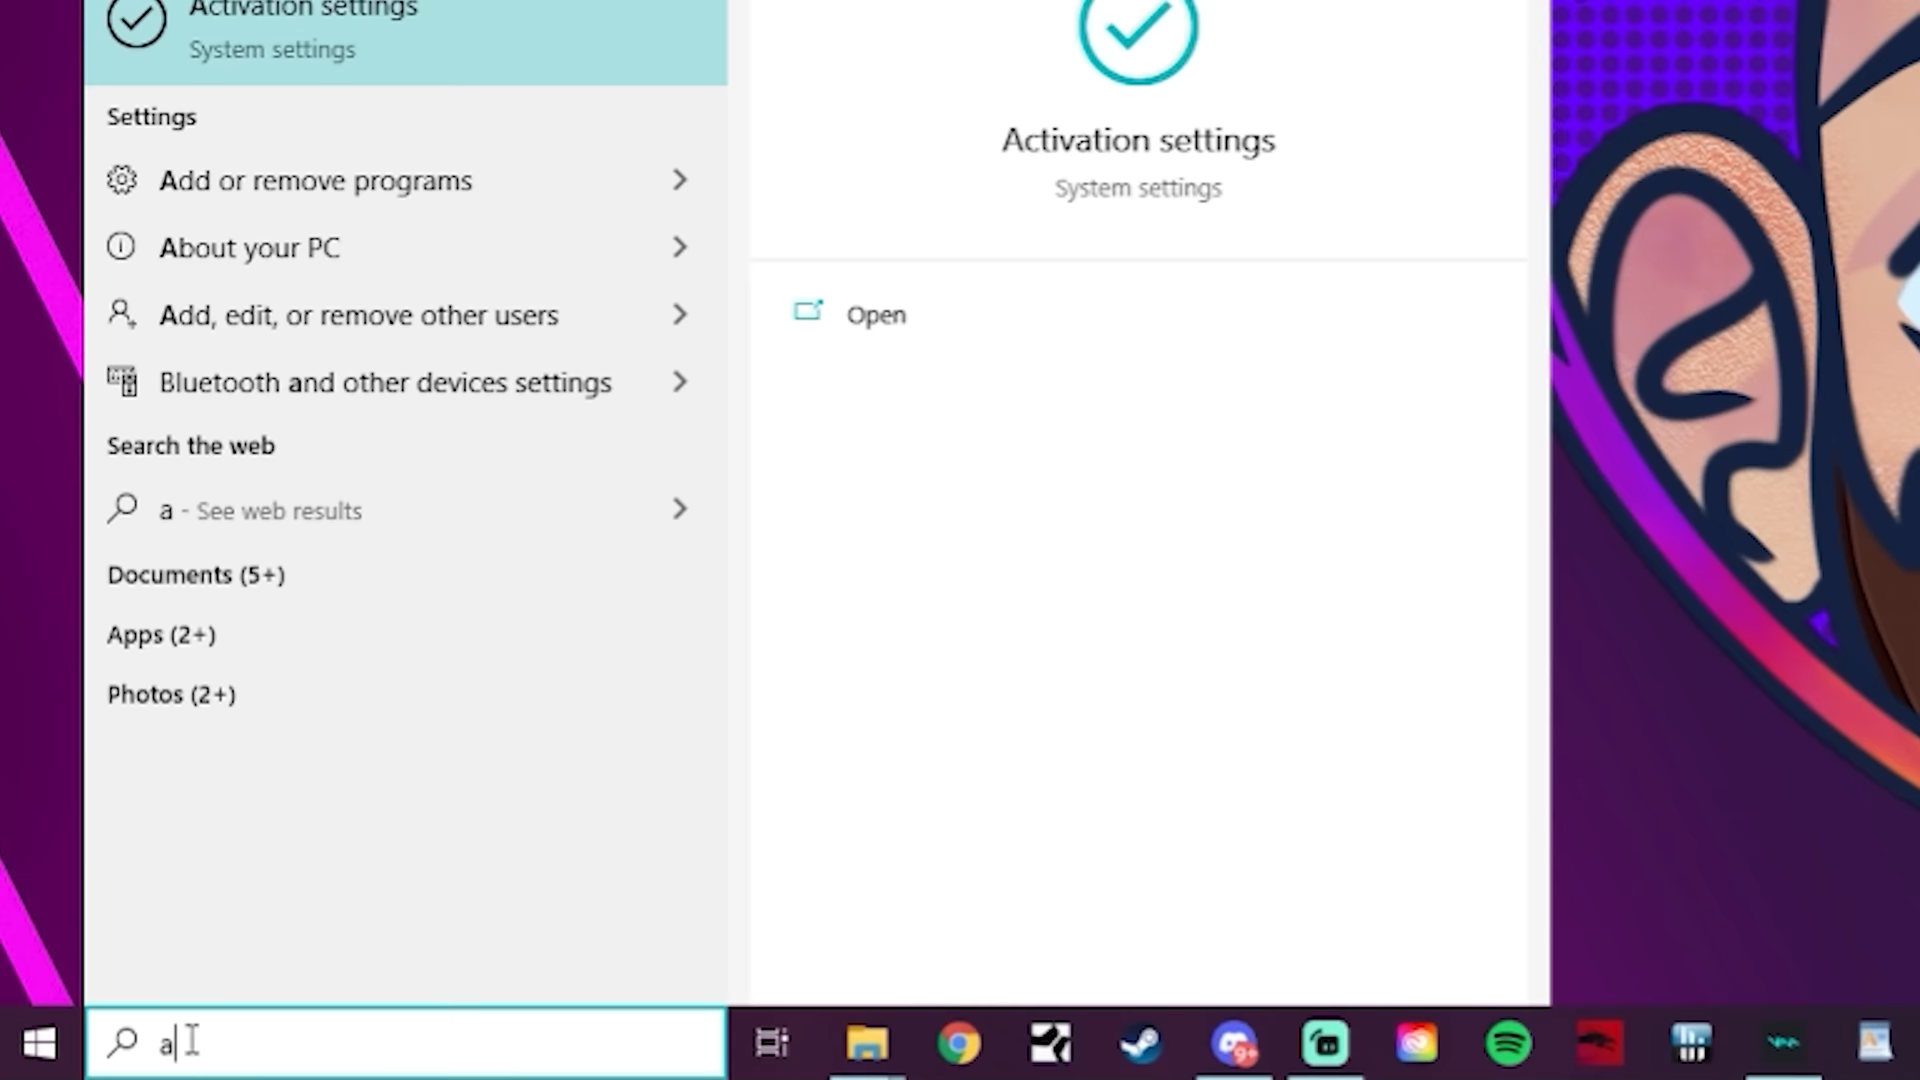 Activation settings
System settings
Settings
Add or remove programs
About your PC
Add, edit, or remove other users
Bluetooth and other devices settings
Search the web
a - See web results
Documents (5+)
Apps (2+)
Photos (2+)
Activation settings
System settings
Open
a
9+